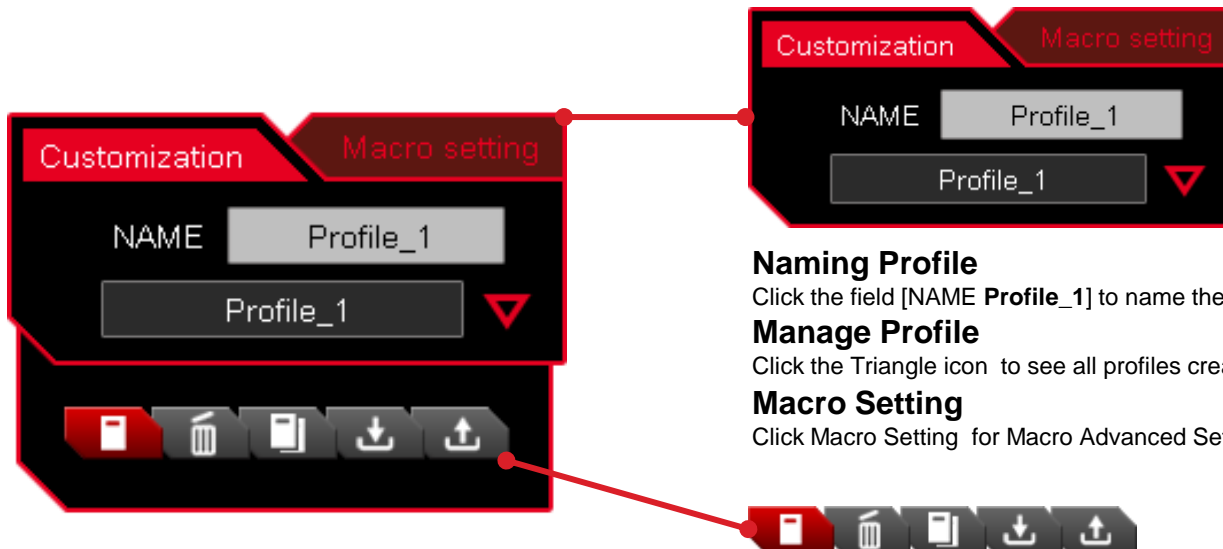 Customization Macro setting
NAME Profile_1
Profile_1
Customization Macro setting
NAME Profile_1
Profile_1
Naming Profile
Click the field [NAME Profile_1] to name the
Manage Profile
Click the Triangle icon to see all profiles
Macro Setting
Click Macro Setting for Macro Advanced